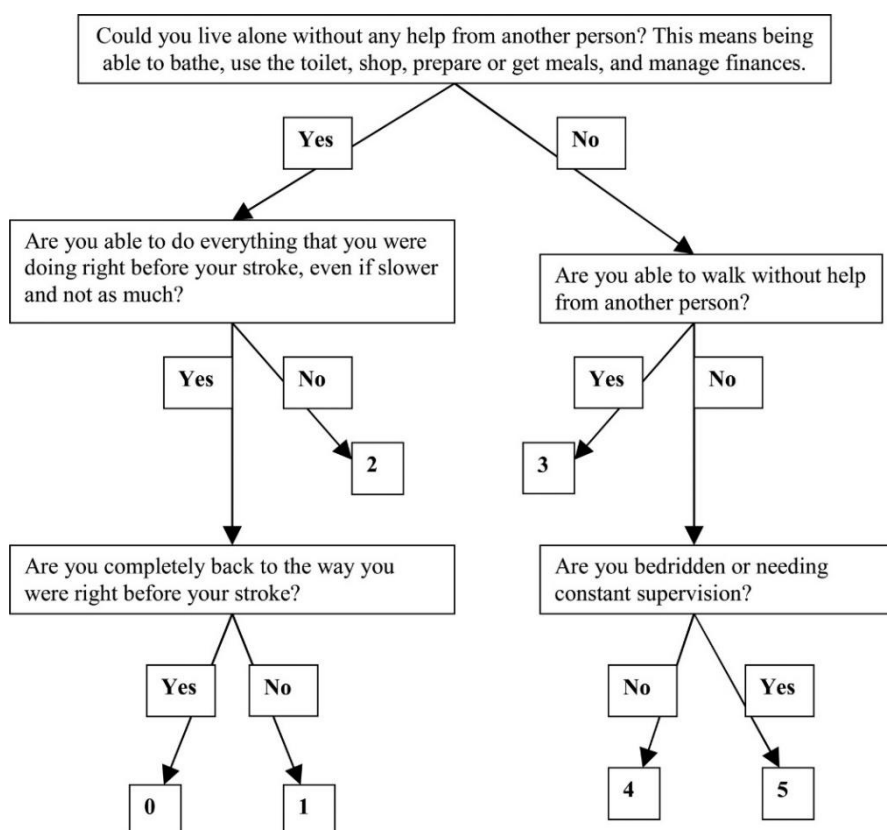 Could you live alone without any help from another person? This means being
able to bathe, use the toilet, shop, prepare or get meals, and manage finances.
Yes
No
Are you able to do everything that you were
doing right before your stroke, even if slower
and not as much?
Are you able to walk without help
from another person?
Yes
No
Yes
No
2
3
Are you completely back to the way you
were right before your stroke?
Are you bedridden or needing
constant supervision?
Yes
No
No
Yes
0
1
4
5